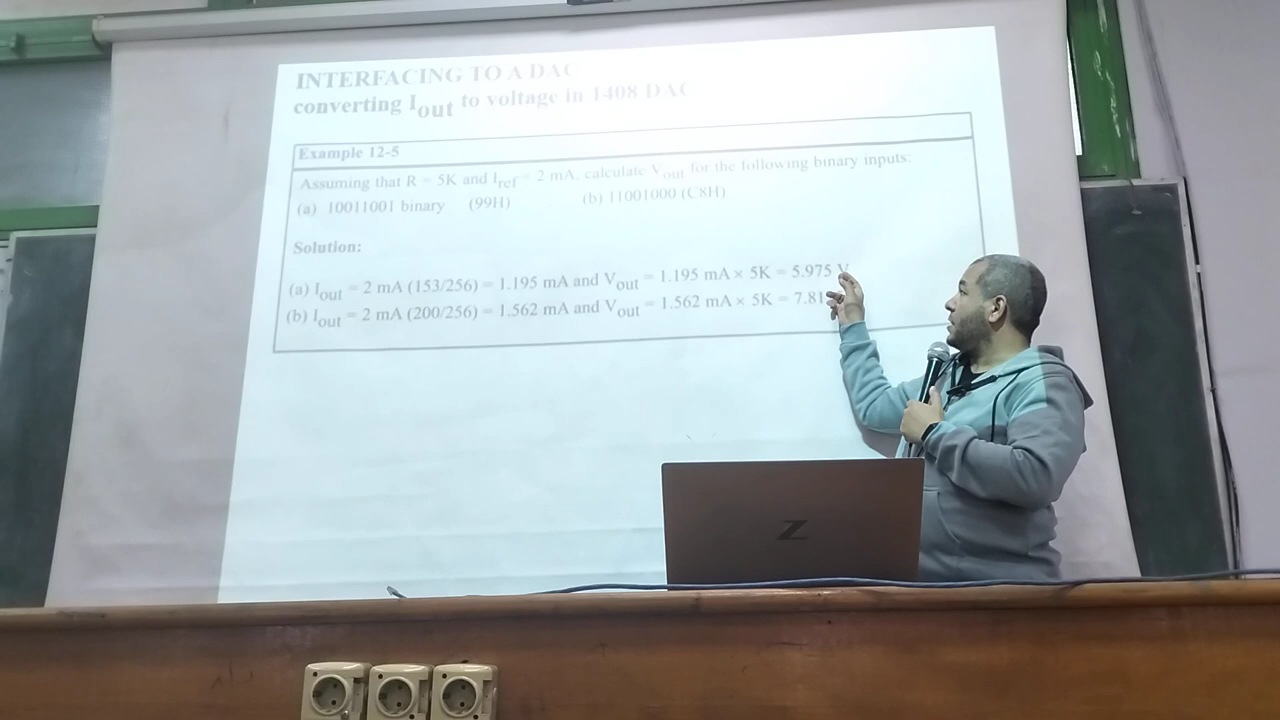 INTERFACING TO A DAC
converting Iout to voltage in 1408 DAC
Example 12-5
Assuming that R = 5K and Iref = 2 mA, calculate Vout for the following binary inputs:
(a) 10011001 binary (99H) (b) 11001000 (C8H)
Solution:
(a) Iout = 2 mA (153/256) = 1.195 mA and Vout = 1.195 mA × 5K = 5.975 V
(b) Iout = 2 mA (200/256) = 1.562 mA and Vout = 1.562 mA × 5K = 7.81
Z